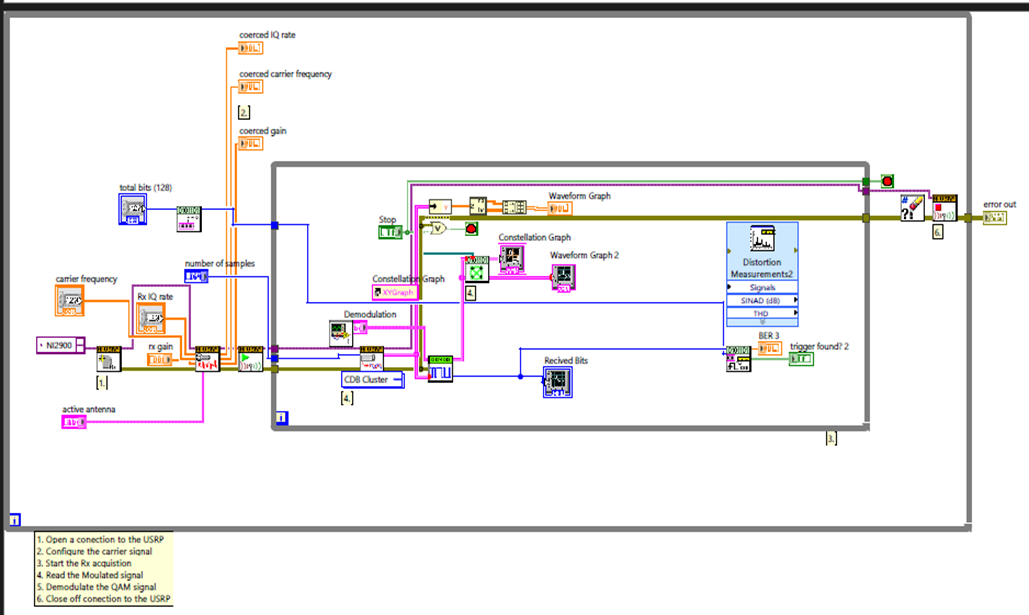 coerced IQ rate
coerced carrier frequency
[2.]
coerced gain
total bits (128)
Waveform Graph
Stop
Constellation Graph
Waveform Graph 2
number of samples
carrier frequency
Rx IQ rate
Constellation Graph
XYGraph
4.
Distortion
Measurements2
Signals
SINAD (dB)
THD
Demodulation
NI2900
rx gain
BER 3
trigger found? 2
Recived Bits
[1.]
CDB Cluster
[4.]
active antenna
i
3.
error out
6.
i
1. Open a conection to the USRP
2. Configure the carrier signal
3. Start the Rx acquistion
4. Read the Moulated signal
5. Demodulate the QAM signal
6. Close off conection to the USRP